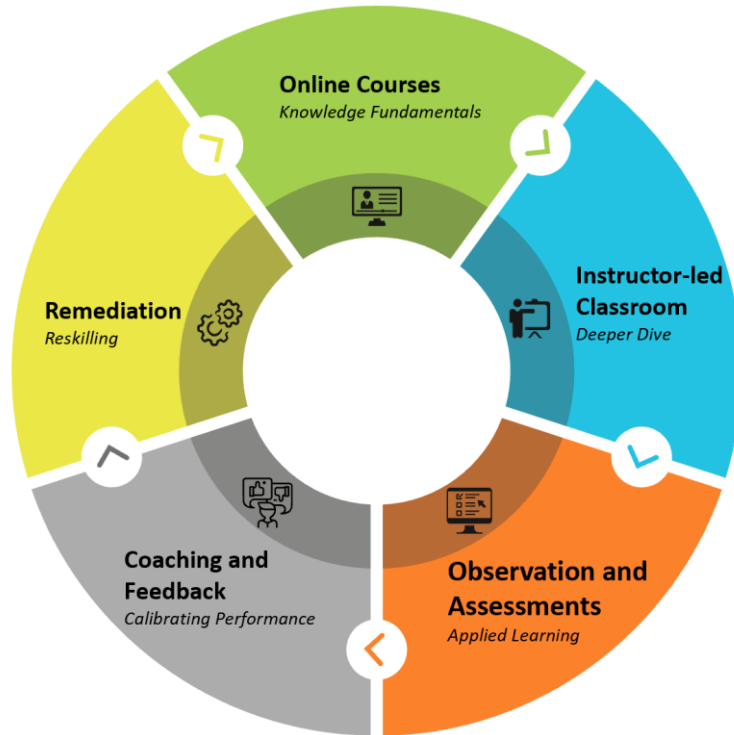 Online Courses
Knowledge Fundamentals
Instructor-led
Classroom
Deeper Dive
Observation and
Assessments
Applied Learning
Coaching and
Feedback
Calibrating Performance
Remediation
Reskilling